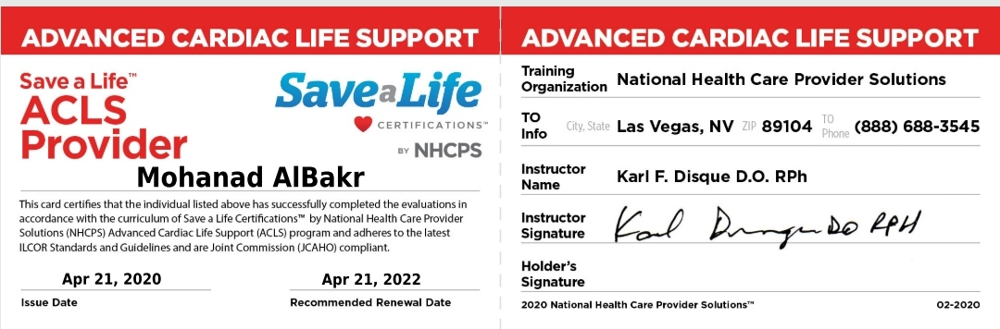 ADVANCED CARDIAC LIFE SUPPORT
Save a Life™
ACLS
Provider
Save a Life
CERTIFICATIONS™
BY NHCPS
Mohanad AlBakr
This card certifies that the individual listed above has successfully completed the evaluations in
accordance with the curriculum of Save a Life Certifications™ by National Health Care Provider
Solutions (NHCPS) Advanced Cardiac Life Support (ACLS) program and adheres to the latest
ILCOR Standards and Guidelines and are Joint Commission (JCAHO) compliant.
Apr 21, 2020 Apr 21, 2022
Issue Date Recommended Renewal Date
ADVANCED CARDIAC LIFE SUPPORT
Training
Organization National Health Care Provider Solutions
TO
Info City, State Las Vegas, NV ZIP 89104 TO
Phone (888) 688-3545
Instructor
Name Karl F. Disque D.O. RPh
Instructor
Signature Karl Disque DO RPH
Holder's
Signature
2020 National Health Care Provider Solutions™ 02-2020